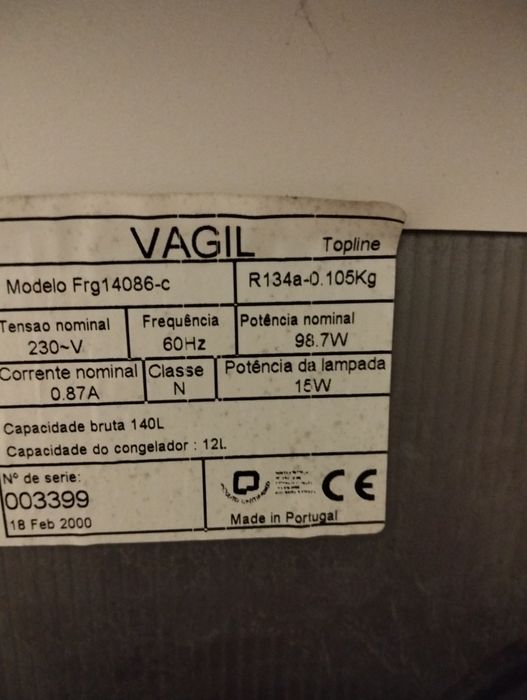 VAGIL Topline
Modelo Frg14086-c
R134a-0.105Kg
Tensao nominal
230~V
Frequência
60Hz
Potência nominal
98.7W
Corrente nominal
0.87A
Classe
N
Potência da lampada
15W
Capacidade bruta 140L
Capacidade do congelador : 12L
Nº de serie:
003399
18 Feb 2000
Q
CE
Made in Portugal